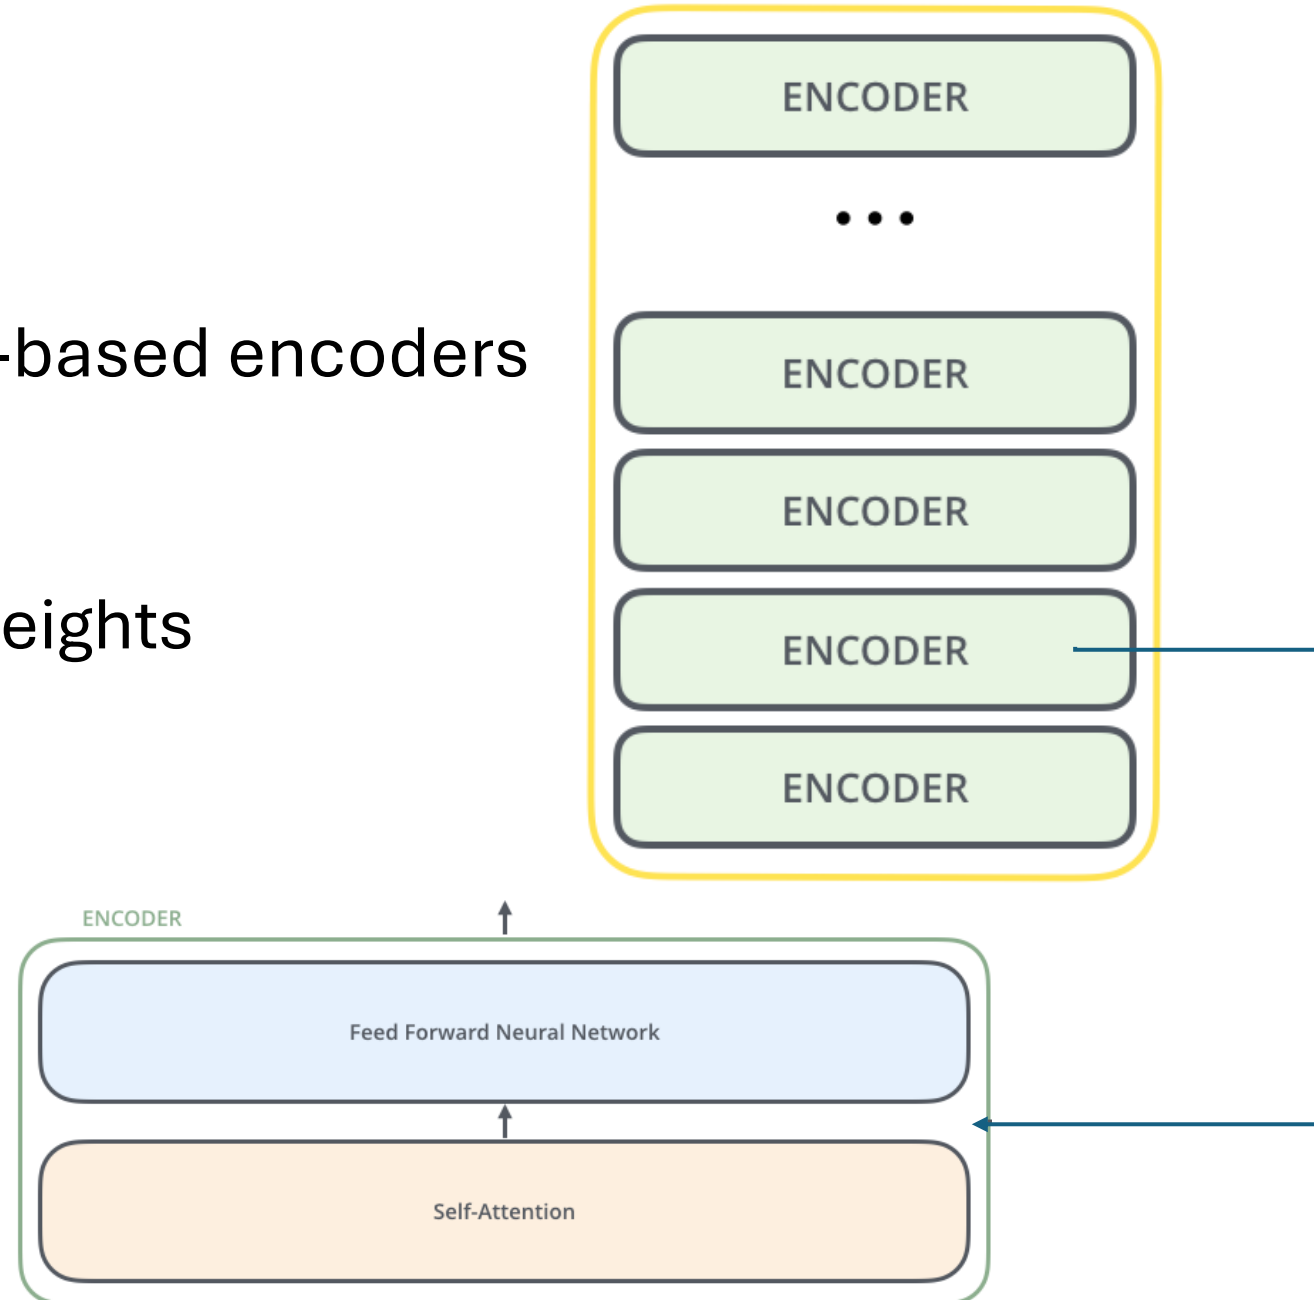 ENCODER
...
-based encoders
ENCODER
ENCODER
eights
ENCODER
ENCODER
ENCODER
Feed Forward Neural Network
Self-Attention